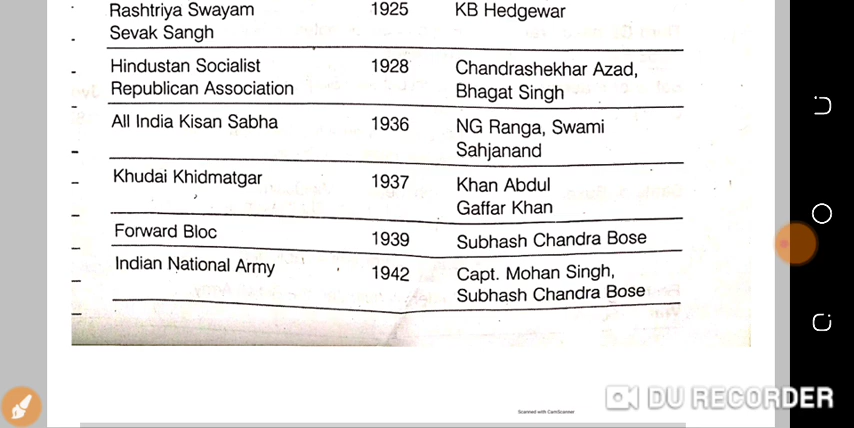 Rashtriya Swayam 1925 KB Hedgewar
Sevak Sangh
Hindustan Socialist 1928 Chandrashekhar Azad,
Republican Association Bhagat Singh
All India Kisan Sabha 1936 NG Ranga, Swami
Sahjanand
Khudai Khidmatgar 1937 Khan Abdul
Gaffar Khan
Forward Bloc 1939 Subhash Chandra Bose
Indian National Army 1942 Capt. Mohan Singh,
Subhash Chandra Bose
DU RECORDER
Scanned with CamScanner